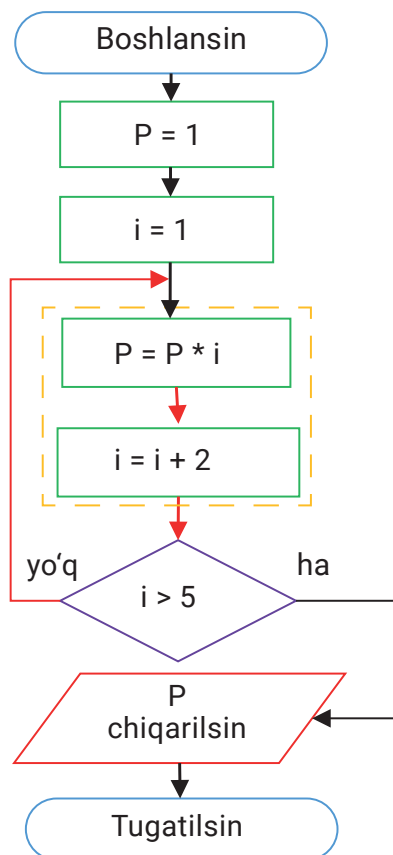 Boshlansin
P = 1
i = 1
P = P * i
i = i + 2
yo‘q
ha
i > 5
P
chiqarilsin
Tugatilsin